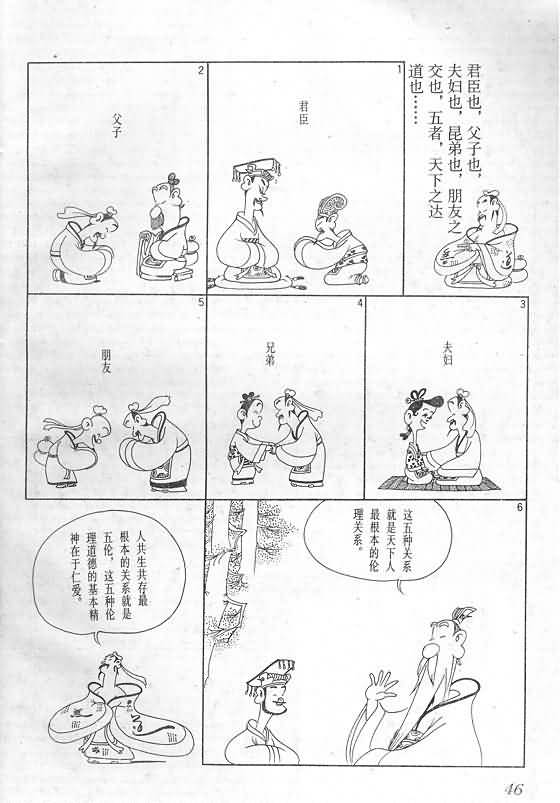 君臣也，父子也，
夫妇也，昆弟也，朋友之
交也，五者，天下之达
道也……
1
君臣
2
父子
3
夫妇
4
兄弟
5
朋友
6
这五种关系
就是天下人
最根本的伦
理关系。
人共生共存最
根本的关系就是
五伦，这五种伦
理道德的基本精
神在于仁爱。
道
道
46